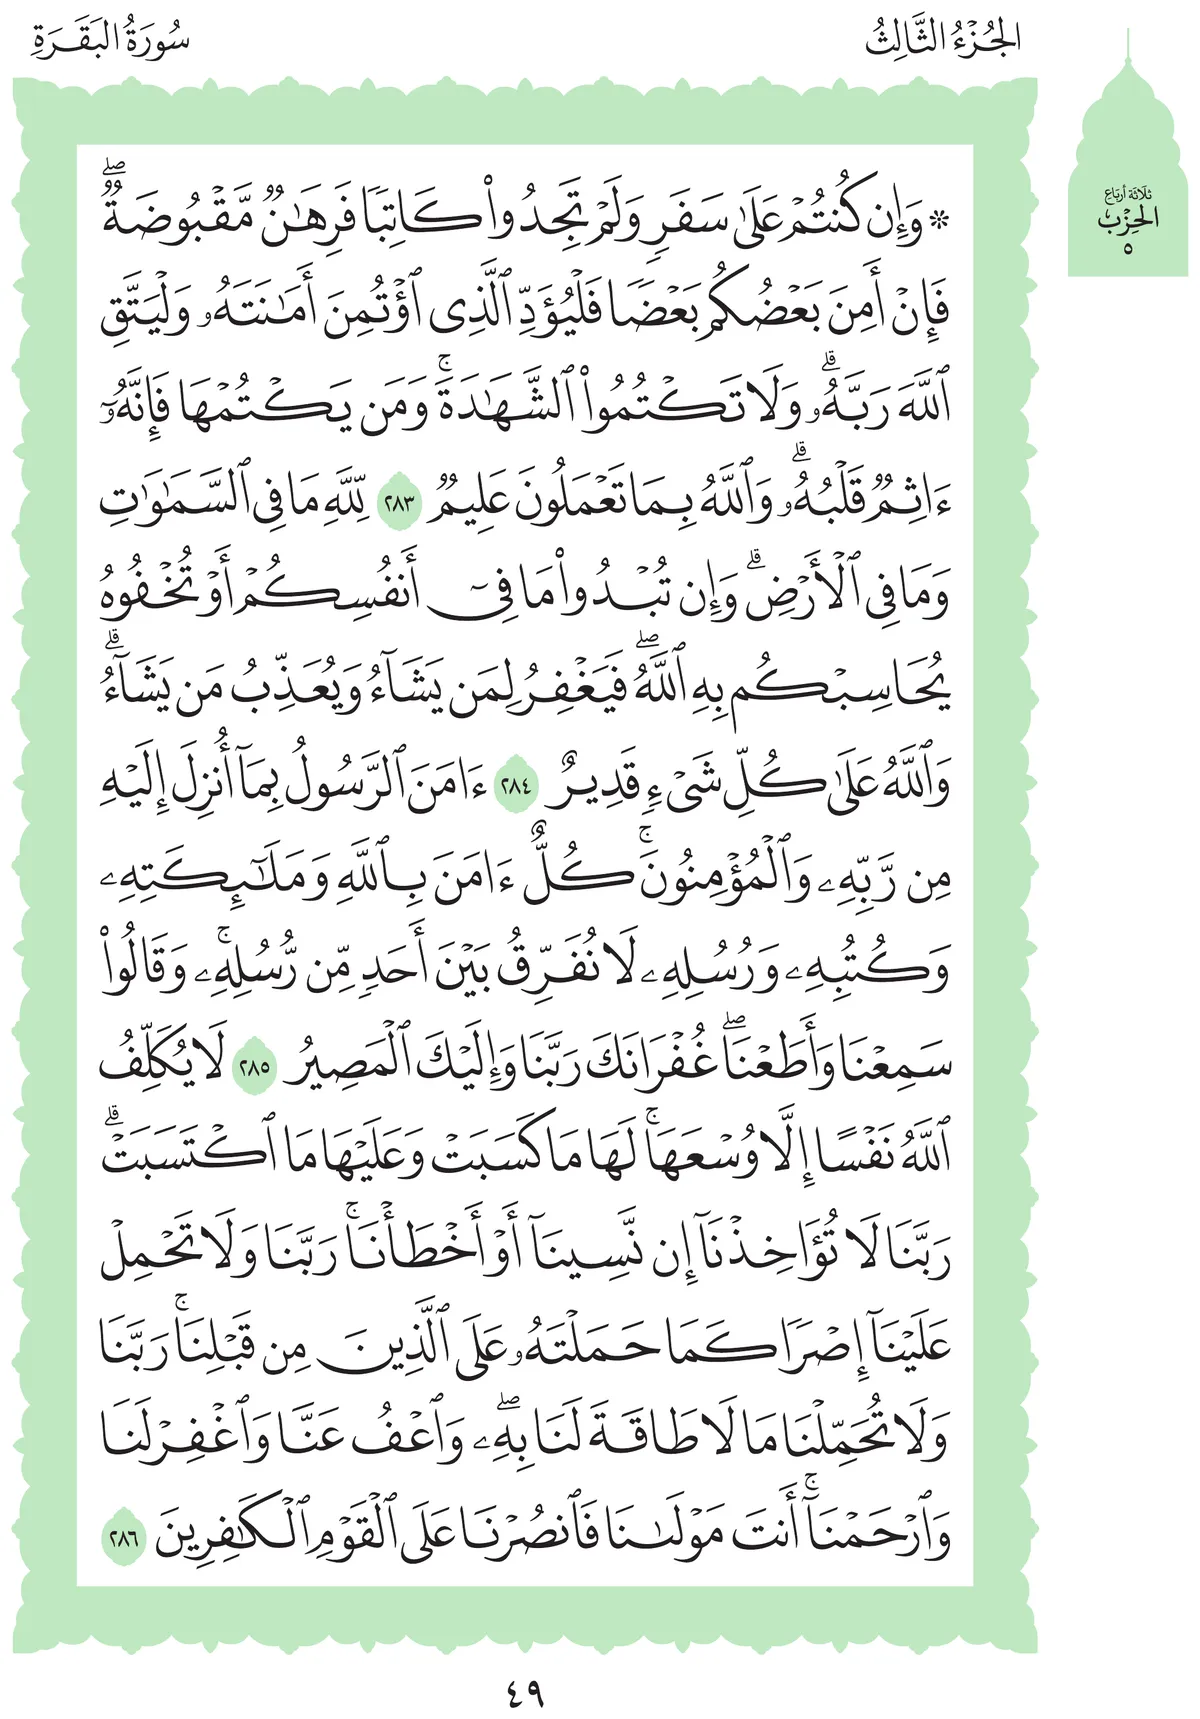 الجُزْءُ الثَّالِثُ
سُورَةُ البَقَرَةِ
ثلاثة أرباع
الحِزْب
٥
۞ وَإِن كُنتُمْ عَلَىٰ سَفَرٍ وَلَمْ تَجِدُوا۟ كَاتِبًا فَرِهَـٰنٌ مَّقْبُوضَةٌ ۖ
فَإِنْ أَمِنَ بَعْضُكُم بَعْضًا فَلْيُؤَدِّ ٱلَّذِى ٱؤْتُمِنَ أَمَـٰنَتَهُۥ وَلْيَتَّقِ
ٱللَّهَ رَبَّهُۥ ۗ وَلَا تَكْتُمُوا۟ ٱلشَّهَـٰدَةَ ۚ وَمَن يَكْتُمْهَا فَإِنَّهُۥٓ
ءَاثِمٌ قَلْبُهُۥ ۗ وَٱللَّهُ بِمَا تَعْمَلُونَ عَلِيمٌ ٢٨٣ لِّلَّهِ مَا فِى ٱلسَّمَـٰوَٰتِ
وَمَا فِى ٱلْأَرْضِ ۗ وَإِن تُبْدُوا۟ مَا فِىٓ أَنفُسِكُمْ أَوْ تُخْفُوهُ
يُحَاسِبْكُم بِهِ ٱللَّهُ ۖ فَيَغْفِرُ لِمَن يَشَآءُ وَيُعَذِّبُ مَن يَشَآءُ ۗ
وَٱللَّهُ عَلَىٰ كُلِّ شَىْءٍ قَدِيرٌ ٢٨٤ ءَامَنَ ٱلرَّسُولُ بِمَآ أُنزِلَ إِلَيْهِ
مِن رَّبِّهِۦ وَٱلْمُؤْمِنُونَ ۚ كُلٌّ ءَامَنَ بِٱللَّهِ وَمَلَـٰٓئِكَتِهِۦ
وَكُتُبِهِۦ وَرُسُلِهِۦ لَا نُفَرِّقُ بَيْنَ أَحَدٍ مِّن رُّسُلِهِۦ ۚ وَقَالُوا۟
سَمِعْنَا وَأَطَعْنَا ۖ غُفْرَانَكَ رَبَّنَا وَإِلَيْكَ ٱلْمَصِيرُ ٢٨٥ لَا يُكَلِّفُ
ٱللَّهُ نَفْسًا إِلَّا وُسْعَهَا ۚ لَهَا مَا كَسَبَتْ وَعَلَيْهَا مَا ٱكْتَسَبَتْ ۗ
رَبَّنَا لَا تُؤَاخِذْنَآ إِن نَّسِينَآ أَوْ أَخْطَأْنَا ۚ رَبَّنَا وَلَا تَحْمِلْ
عَلَيْنَآ إِصْرًا كَمَا حَمَلْتَهُۥ عَلَى ٱلَّذِينَ مِن قَبْلِنَا ۚ رَبَّنَا
وَلَا تُحَمِّلْنَا مَا لَا طَاقَةَ لَنَا بِهِۦ ۖ وَٱعْفُ عَنَّا وَٱغْفِرْ لَنَا
وَٱرْحَمْنَآ ۚ أَنتَ مَوْلَىٰنَا فَٱنصُرْنَا عَلَى ٱلْقَوْمِ ٱلْكَـٰفِرِينَ ٢٨٦
٤٩